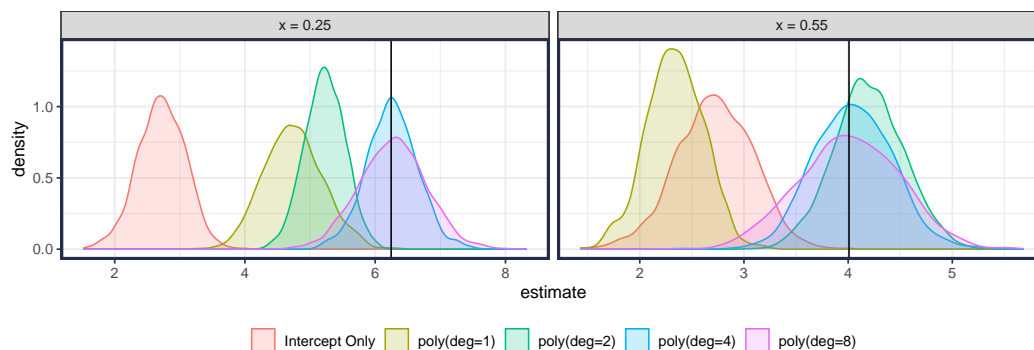 x = 0.25
x = 0.55
density
1.0
0.5
0.0
2 4 6 8
2 3 4 5
estimate
Intercept Only poly(deg=1) poly(deg=2) poly(deg=4) poly(deg=8)